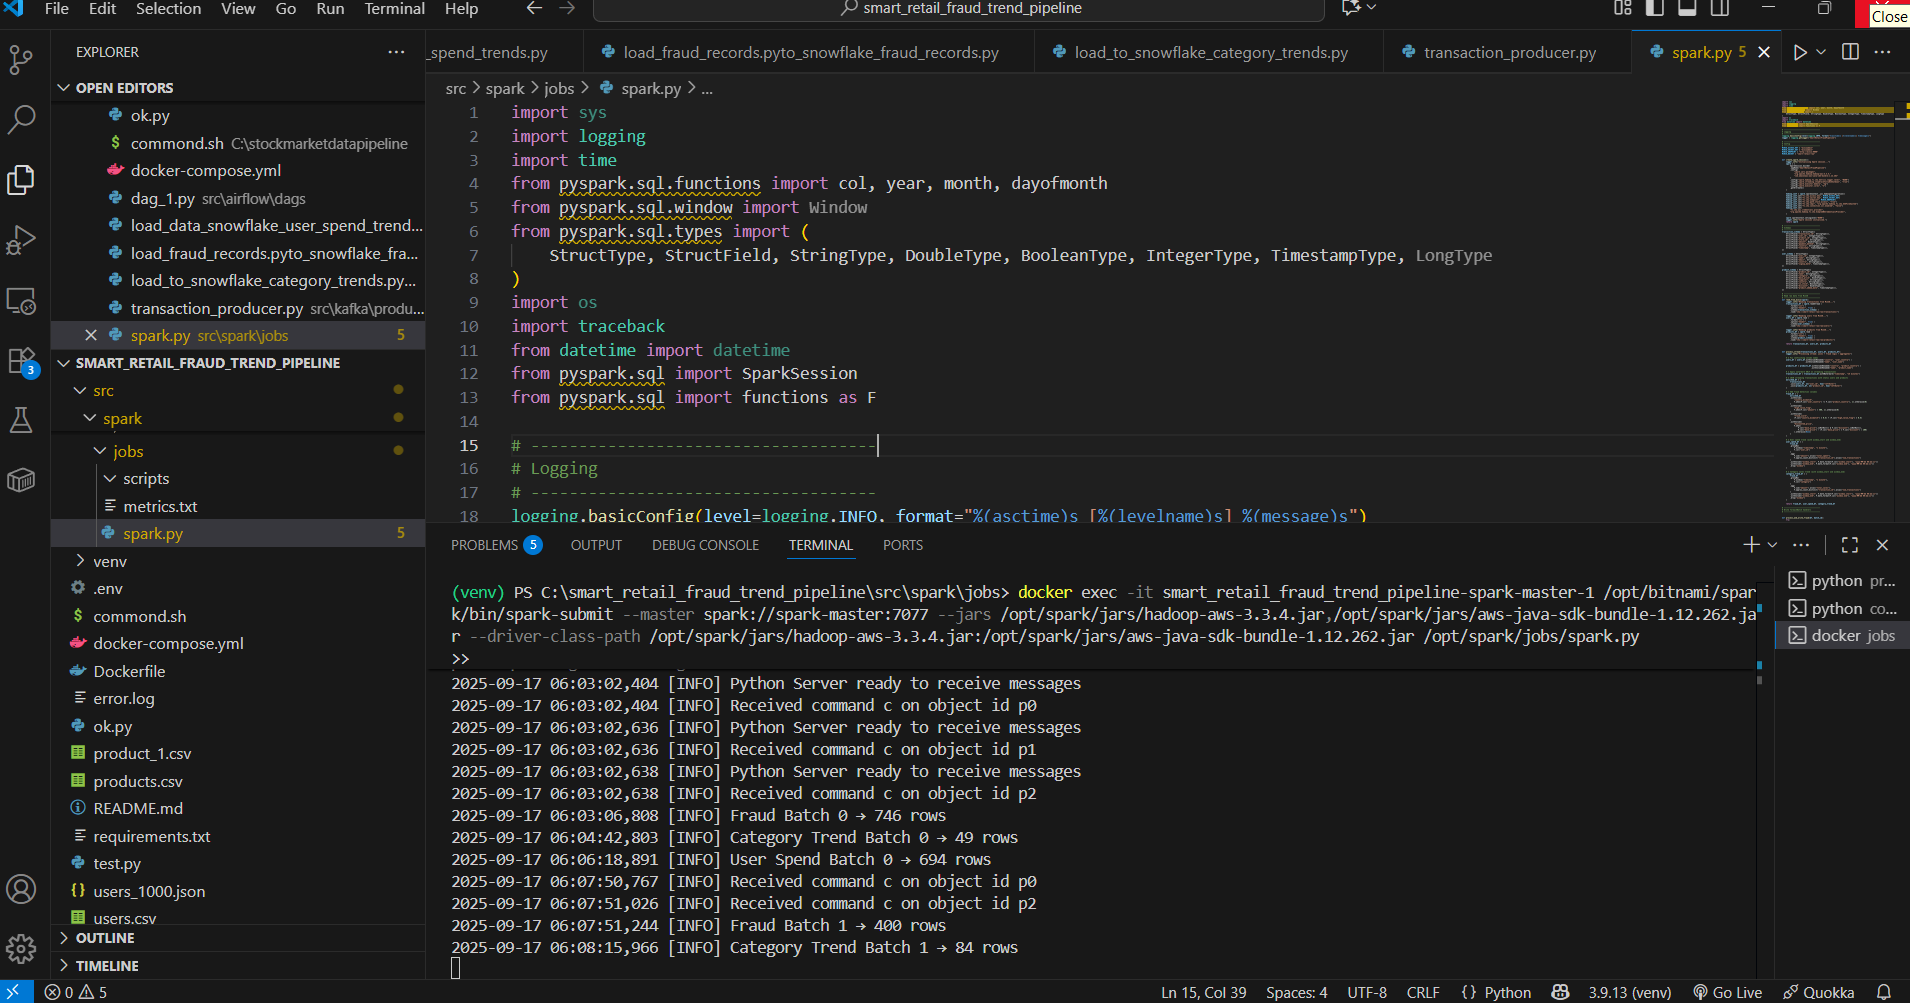 File Edit Selection View Go Run Terminal Help
smart_retail_fraud_trend_pipeline
Close
EXPLORER
OPEN EDITORS
ok.py
commond.sh C:\stockmarketdatapipeline
docker-compose.yml
dag_1.py src\airflow\dags
load_data_snowflake_user_spend_trend...
load_fraud_records.pyto_snowflake_fra...
load_to_snowflake_category_trends.py...
transaction_producer.py src\kafka\produ...
spark.py src\spark\jobs 5
SMART_RETAIL_FRAUD_TREND_PIPELINE
src
spark
jobs
scripts
metrics.txt
spark.py 5
venv
.env
commond.sh
docker-compose.yml
Dockerfile
error.log
ok.py
product_1.csv
products.csv
README.md
requirements.txt
test.py
users_1000.json
users.csv
OUTLINE
TIMELINE
3
_spend_trends.py
load_fraud_records.pyto_snowflake_fraud_records.py
load_to_snowflake_category_trends.py
transaction_producer.py
spark.py 5
src > spark > jobs > spark.py > ...
1 import sys
2 import logging
3 import time
4 from pyspark.sql.functions import col, year, month, dayofmonth
5 from pyspark.sql.window import Window
6 from pyspark.sql.types import (
7 StructType, StructField, StringType, DoubleType, BooleanType, IntegerType, TimestampType, LongType
8 )
9 import os
10 import traceback
11 from datetime import datetime
12 from pyspark.sql import SparkSession
13 from pyspark.sql import functions as F
14
15 # ------------------------------------
16 # Logging
17 # ------------------------------------
18 logging.basicConfig(level=logging.INFO, format="%(asctime)s [%(levelname)s] %(message)s")
PROBLEMS 5 OUTPUT DEBUG CONSOLE TERMINAL PORTS
(venv) PS C:\smart_retail_fraud_trend_pipeline\src\spark\jobs> docker exec -it smart_retail_fraud_trend_pipeline-spark-master-1 /opt/bitnami/spar
k/bin/spark-submit --master spark://spark-master:7077 --jars /opt/spark/jars/hadoop-aws-3.3.4.jar,/opt/spark/jars/aws-java-sdk-bundle-1.12.262.ja
r --driver-class-path /opt/spark/jars/hadoop-aws-3.3.4.jar:/opt/spark/jars/aws-java-sdk-bundle-1.12.262.jar /opt/spark/jobs/spark.py
>>
2025-09-17 06:03:02,404 [INFO] Python Server ready to receive messages
2025-09-17 06:03:02,404 [INFO] Received command c on object id p0
2025-09-17 06:03:02,636 [INFO] Python Server ready to receive messages
2025-09-17 06:03:02,636 [INFO] Received command c on object id p1
2025-09-17 06:03:02,638 [INFO] Python Server ready to receive messages
2025-09-17 06:03:02,638 [INFO] Received command c on object id p2
2025-09-17 06:03:06,808 [INFO] Fraud Batch 0 → 746 rows
2025-09-17 06:04:42,803 [INFO] Category Trend Batch 0 → 49 rows
2025-09-17 06:06:18,891 [INFO] User Spend Batch 0 → 694 rows
2025-09-17 06:07:50,767 [INFO] Received command c on object id p0
2025-09-17 06:07:51,026 [INFO] Received command c on object id p2
2025-09-17 06:07:51,244 [INFO] Fraud Batch 1 → 400 rows
2025-09-17 06:08:15,966 [INFO] Category Trend Batch 1 → 84 rows
python pr...
python co...
docker jobs
0 5
Ln 15, Col 39 Spaces: 4 UTF-8 CRLF {} Python 3.9.13 (venv) Go Live Quokka